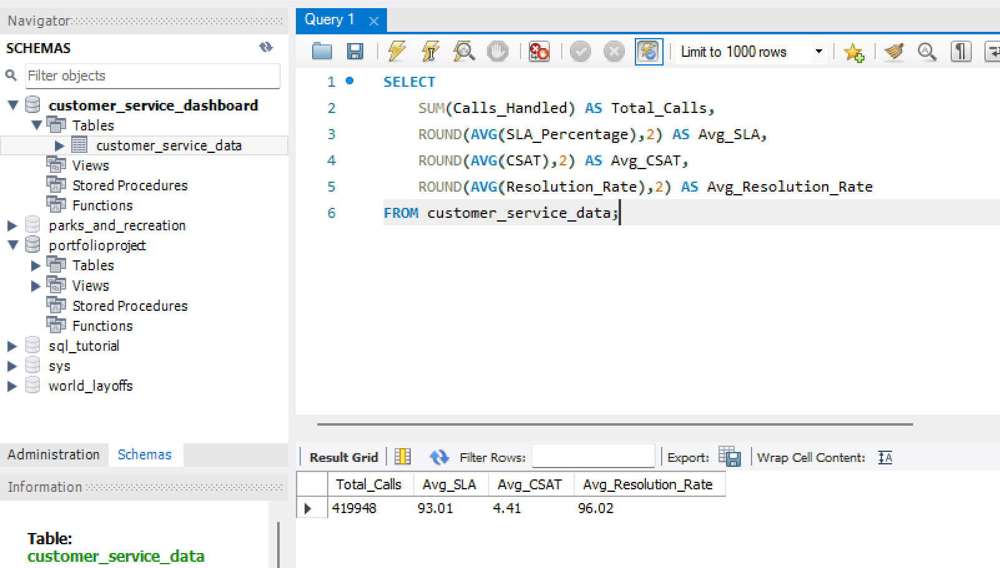 Navigator
SCHEMAS
Filter objects
customer_service_dashboard
Tables
customer_service_data
Views
Stored Procedures
Functions
parks_and_recreation
portfolioproject
Tables
Views
Stored Procedures
Functions
sql_tutorial
sys
world_layoffs
Administration Schemas
Information
Table:
customer_service_data
Query 1
Limit to 1000 rows
1 SELECT
2 SUM(Calls_Handled) AS Total_Calls,
3 ROUND(AVG(SLA_Percentage),2) AS Avg_SLA,
4 ROUND(AVG(CSAT),2) AS Avg_CSAT,
5 ROUND(AVG(Resolution_Rate),2) AS Avg_Resolution_Rate
6 FROM customer_service_data;
Result Grid Filter Rows: Export: Wrap Cell Content:
Total_Calls Avg_SLA Avg_CSAT Avg_Resolution_Rate
419948 93.01 4.41 96.02